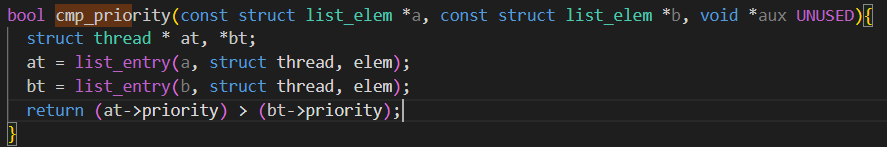 bool cmp_priority(const struct list_elem *a, const struct list_elem *b, void *aux UNUSED){
  struct thread * at, *bt;
  at = list_entry(a, struct thread, elem);
  bt = list_entry(b, struct thread, elem);
  return (at->priority) > (bt->priority);
}